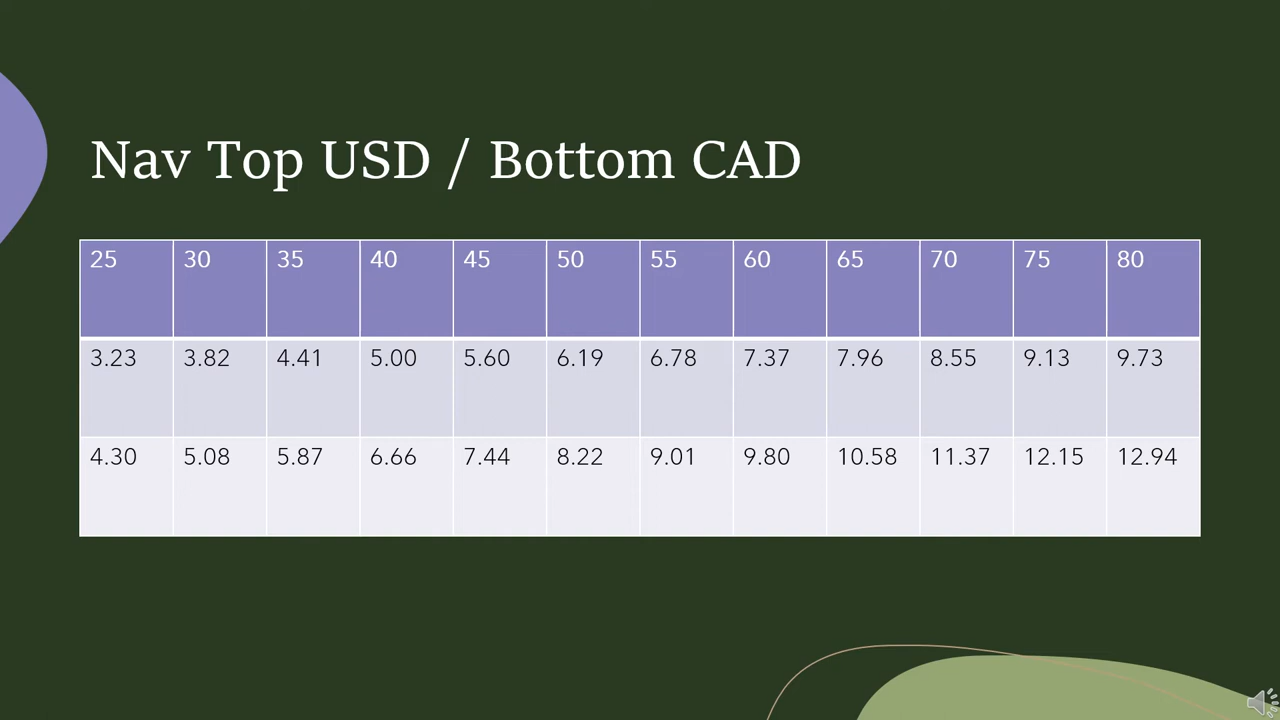 Nav Top USD / Bottom CAD
25 30 35 40 45 50 55 60 65 70 75 80
3.23 3.82 4.41 5.00 5.60 6.19 6.78 7.37 7.96 8.55 9.13 9.73
4.30 5.08 5.87 6.66 7.44 8.22 9.01 9.80 10.58 11.37 12.15 12.94